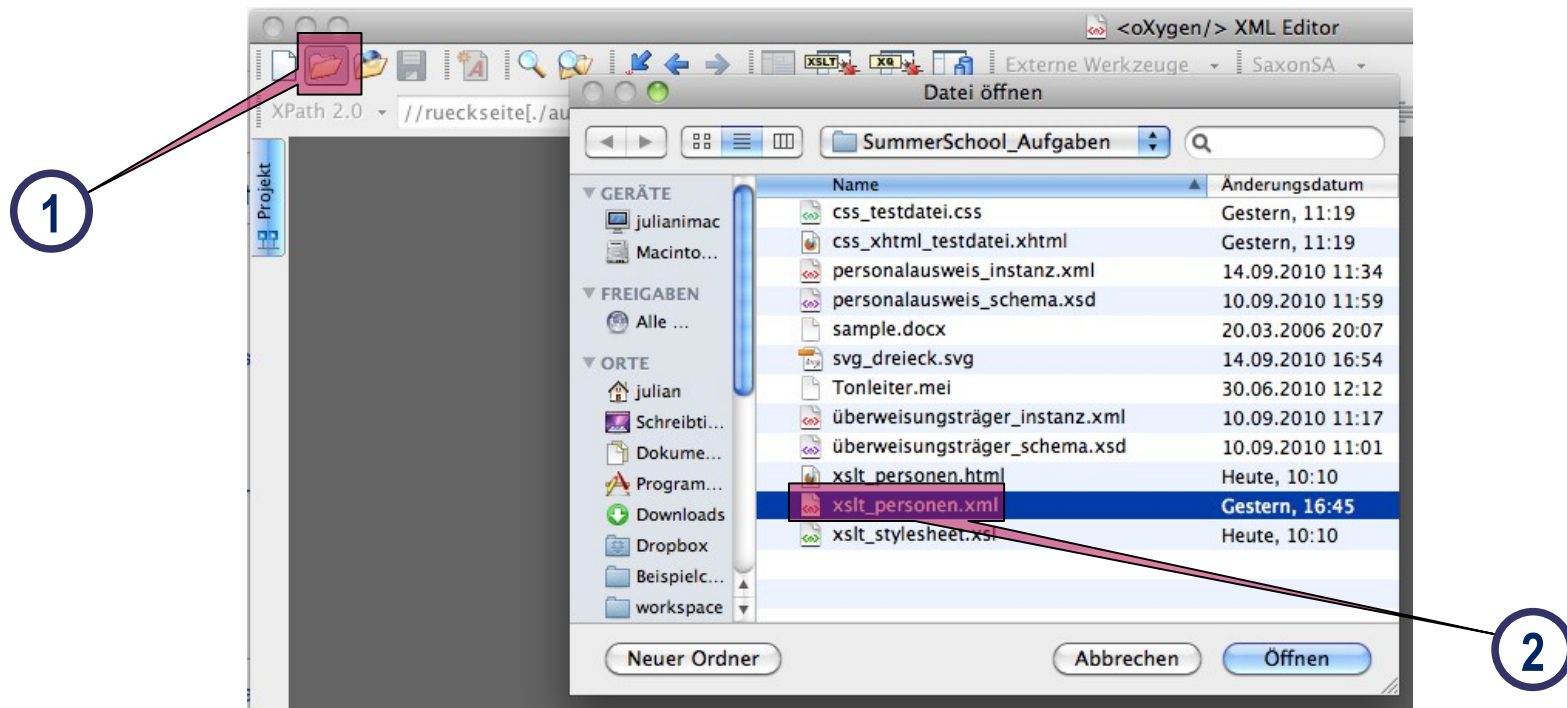 <oXygen/> XML Editor
XSLT XQ Externe Werkzeuge SaxonSA
XPath 2.0 //rueckseite[./au
Datei öffnen
SummerSchool_Aufgaben
Projekt
1
GERÄTE
julianimac
Macinto...
FREIGABEN
Alle ...
ORTE
julian
Schreibti...
Dokume...
Program...
Downloads
Dropbox
Beispielc...
workspace
Name Änderungsdatum
css_testdatei.css Gestern, 11:19
css_xhtml_testdatei.xhtml Gestern, 11:19
personalausweis_instanz.xml 14.09.2010 11:34
personalausweis_schema.xsd 10.09.2010 11:59
sample.docx 20.03.2006 20:07
svg_dreieck.svg 14.09.2010 16:54
Tonleiter.mei 30.06.2010 12:12
überweisungsträger_instanz.xml 10.09.2010 11:17
überweisungsträger_schema.xsd 10.09.2010 11:01
xslt_personen.html Heute, 10:10
xslt_personen.xml Gestern, 16:45
xslt_stylesheet.xsl Heute, 10:10
Neuer Ordner Abbrechen Öffnen
2